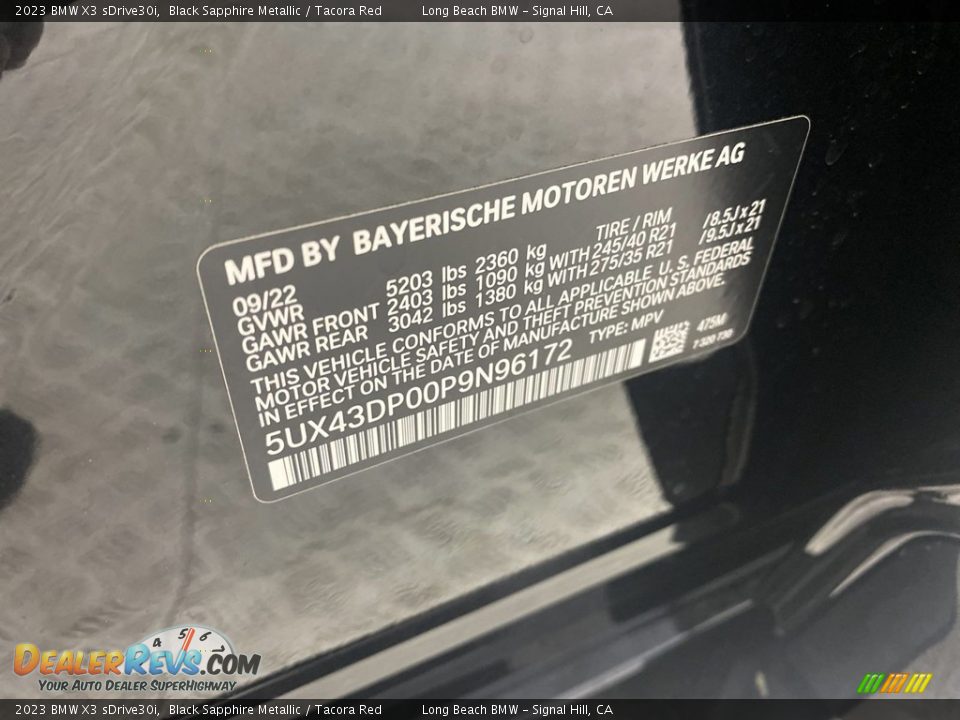 2023 BMW X3 sDrive30i, Black Sapphire Metallic / Tacora Red Long Beach BMW - Signal Hill, CA
MFD BY BAYERISCHE MOTOREN WERKE AG
09/22
GVWR 5203 lbs 2360 kg TIRE / RIM
GAWR FRONT 2403 lbs 1090 kg WITH 245/40 R21 /8.5Jx21
GAWR REAR 3042 lbs 1380 kg WITH 275/35 R21 /9.5Jx21
THIS VEHICLE CONFORMS TO ALL APPLICABLE U. S. FEDERAL
MOTOR VEHICLE SAFETY AND THEFT PREVENTION STANDARDS
IN EFFECT ON THE DATE OF MANUFACTURE SHOWN ABOVE.
5UX43DP00P9N96172 TYPE: MPV
475M
4 5 6
DEALERREVS.COM
YOUR AUTO DEALER SUPERHIGHWAY
2023 BMW X3 sDrive30i, Black Sapphire Metallic / Tacora Red Long Beach BMW - Signal Hill, CA